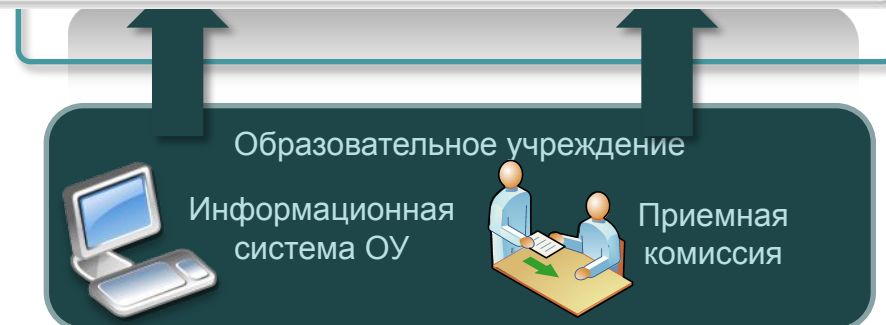 Образовательное учреждение
Информационная
система ОУ
Приемная
комиссия